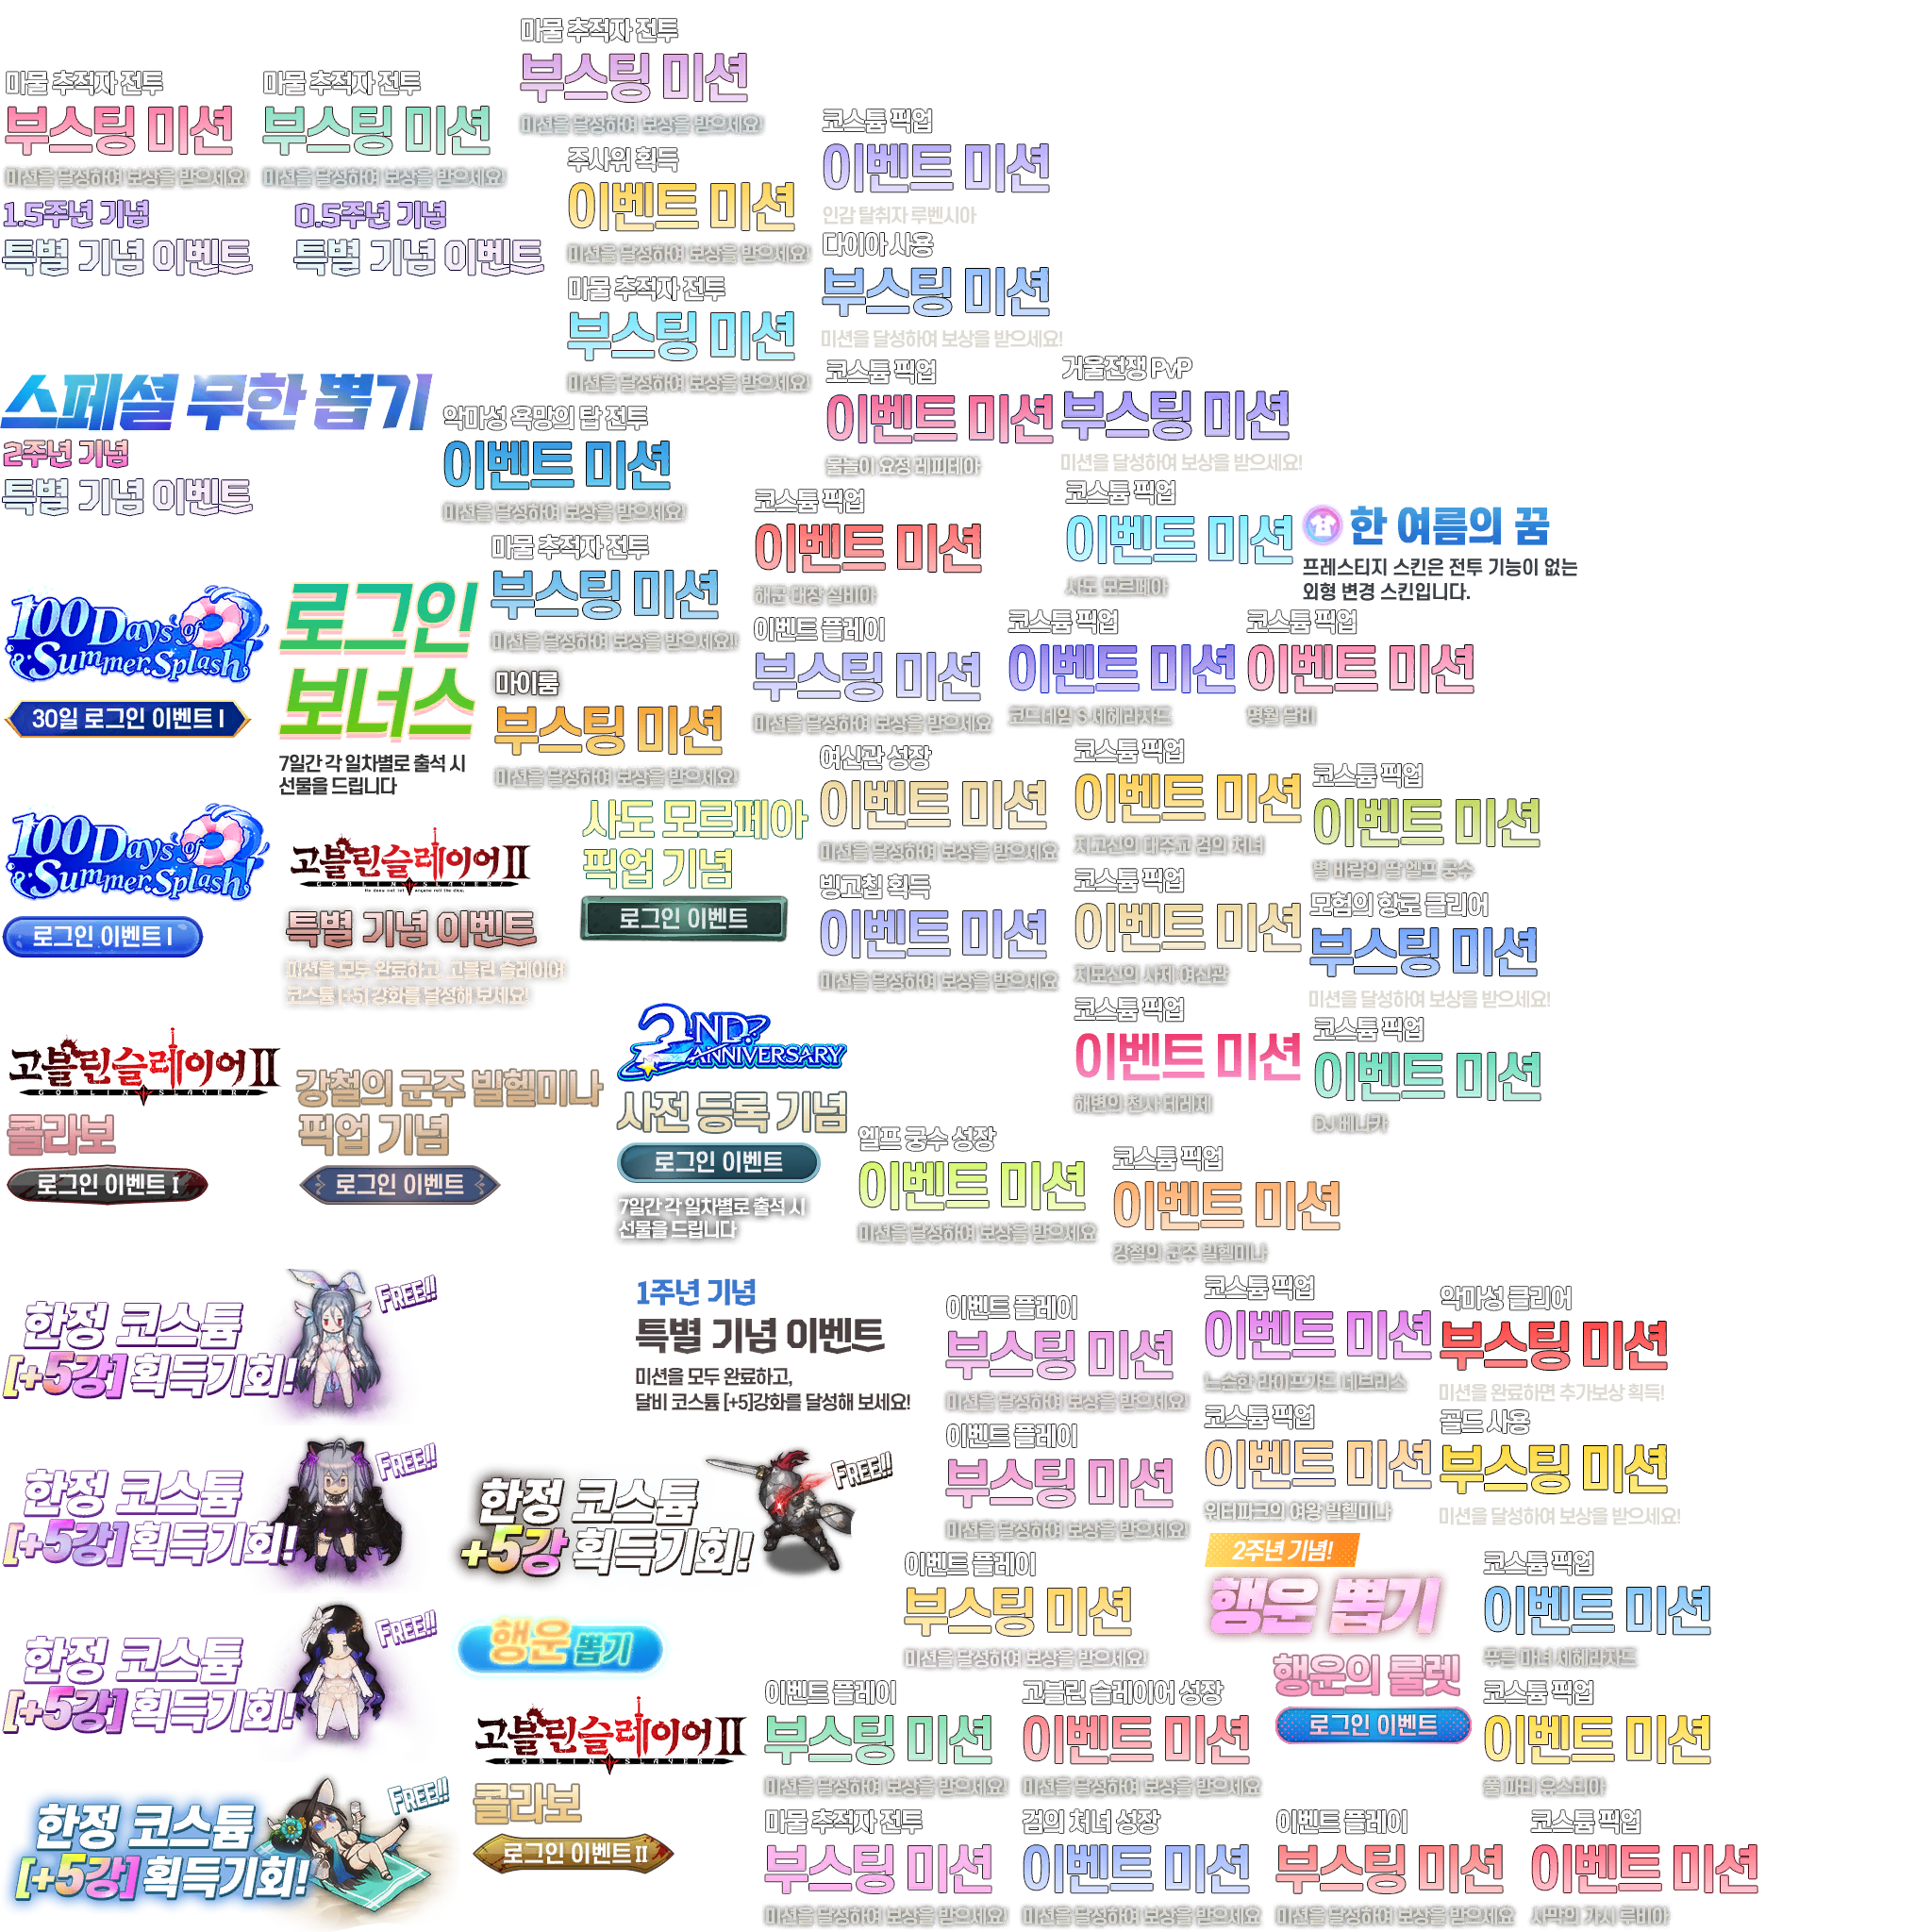 마물 추적자 전투
부스팅 미션
미션을 달성하여 보상을 받으세요!
마물 추적자 전투
부스팅 미션
미션을 달성하여 보상을 받으세요!
마물 추적자 전투
부스팅 미션
미션을 달성하여 보상을 받으세요!
1.5주년 기념
특별 기념 이벤트
0.5주년 기념
특별 기념 이벤트
주사위 획득
이벤트 미션
미션을 달성하여 보상을 받으세요!
코스튬 픽업
이벤트 미션
인감 탈취자 루벤시아
다이아 사용
부스팅 미션
미션을 달성하여 보상을 받으세요!
마물 추적자 전투
부스팅 미션
미션을 달성하여 보상을 받으세요!
스페셜 무한 뽑기
2주년 기념
특별 기념 이벤트
악마성 욕망의 탑 전투
이벤트 미션
미션을 달성하여 보상을 받으세요!
코스튬 픽업
이벤트 미션
물놀이 요정 레피테아
거울전쟁 PvP
부스팅 미션
미션을 달성하여 보상을 받으세요!
코스튬 픽업
이벤트 미션
해군 대장 실비아
코스튬 픽업
이벤트 미션
사도 모르페아
한 여름의 꿈
프레스티지 스킨은 전투 기능이 없는
외형 변경 스킨입니다.
마물 추적자 전투
부스팅 미션
미션을 달성하여 보상을 받으세요!
100 Days of
Summer Splash!
30일 로그인 이벤트 I
로그인
보너스
7일간 각 일차별로 출석 시
선물을 드립니다
마이룸
부스팅 미션
미션을 달성하여 보상을 받으세요!
이벤트 플레이
부스팅 미션
미션을 달성하여 보상을 받으세요
코스튬 픽업
이벤트 미션
코드네임 S 세헤라자드
코스튬 픽업
이벤트 미션
명월 달비
여신관 성장
이벤트 미션
미션을 달성하여 보상을 받으세요
코스튬 픽업
이벤트 미션
지고신의 대주교 검의 처녀
코스튬 픽업
이벤트 미션
별 바람의 딸 엘프 궁수
100 Days of
Summer Splash!
로그인 이벤트 I
고블린 슬레이어 II
GOBLIN SLAYER
He does not let anyone roll the dice.
특별 기념 이벤트
미션을 모두 완료하고, 고블린 슬레이어
코스튬 [+5] 강화를 달성해 보세요!
사도 모르페아
픽업 기념
로그인 이벤트
빙고칩 획득
이벤트 미션
미션을 달성하여 보상을 받으세요
코스튬 픽업
이벤트 미션
지모신의 사제 여신관
모험의 항로 클리어
부스팅 미션
미션을 달성하여 보상을 받으세요!
고블린슬레이어II
GOBLIN SLAYER
콜라보
로그인 이벤트 I
강철의 군주 빌헬미나
픽업 기념
로그인 이벤트
2ND
ANNIVERSARY
사전 등록 기념
로그인 이벤트
7일간 각 일차별로 출석 시
선물을 드립니다
코스튬 픽업
이벤트 미션
해변의 천사 테레제
코스튬 픽업
이벤트 미션
DJ 베니카
엘프 궁수 성장
이벤트 미션
미션을 달성하여 보상을 받으세요
코스튬 픽업
이벤트 미션
강철의 군주 빌헬미나
한정 코스튬
[+5강] 획득기회!
FREE!!
1주년 기념
특별 기념 이벤트
미션을 모두 완료하고,
달비 코스튬 [+5]강화를 달성해 보세요!
이벤트 플레이
부스팅 미션
미션을 달성하여 보상을 받으세요!
코스튬 픽업
이벤트 미션
느슨한 라이프가드 네브리스
악마성 클리어
부스팅 미션
미션을 완료하면 추가보상 획득!
한정 코스튬
[+5강] 획득기회!
FREE!!
한정 코스튬
+5강 획득기회!
FREE!!
이벤트 플레이
부스팅 미션
미션을 달성하여 보상을 받으세요!
코스튬 픽업
이벤트 미션
워터파크의 여왕 빌헬미나
골드 사용
부스팅 미션
미션을 달성하여 보상을 받으세요!
한정 코스튬
[+5강] 획득기회!
FREE!!
행운 뽑기
이벤트 플레이
부스팅 미션
미션을 달성하여 보상을 받으세요!
2주년 기념!
행운 뽑기
코스튬 픽업
이벤트 미션
푸른 마녀 세헤라자드
고블린슬레이어II
GOBLIN SLAYER
콜라보
로그인 이벤트 II
이벤트 플레이
부스팅 미션
미션을 달성하여 보상을 받으세요!
고블린 슬레이어 성장
이벤트 미션
미션을 달성하여 보상을 받으세요
행운의 룰렛
로그인 이벤트
코스튬 픽업
이벤트 미션
풀 파티 유스티아
한정 코스튬
[+5강] 획득기회!
FREE!!
마물 추적자 전투
부스팅 미션
미션을 달성하여 보상을 받으세요!
검의 처녀 성장
이벤트 미션
미션을 달성하여 보상을 받으세요
이벤트 플레이
부스팅 미션
미션을 달성하여 보상을 받으세요
코스튬 픽업
이벤트 미션
사막의 가시 루비아